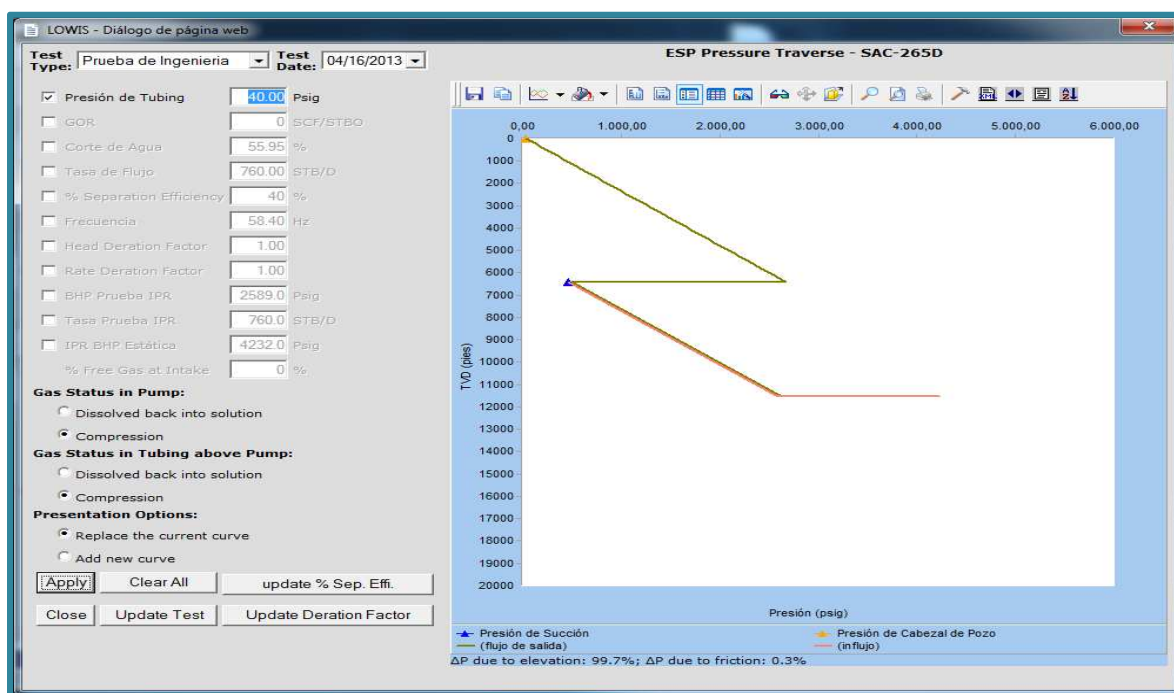 LOWIS - Diálogo de página web
Test Type: Prueba de Ingenieria Test Date: 04/16/2013
Presión de Tubing 40.00 Psig
GOR 0 SCF/STBO
Corte de Agua 55.95 %
Tasa de Flujo 760.00 STB/D
% Separation Efficiency 40 %
Frecuencia 58.40 Hz
Head Deration Factor 1.00
Rate Deration Factor 1.00
BHP Prueba IPR 2589.0 Psig
Tasa Prueba IPR 760.0 STB/D
IPR BHP Estática 4232.0 Psig
% Free Gas at Intake 0 %
Gas Status in Pump:
Dissolved back into solution
Compression
Gas Status in Tubing above Pump:
Dissolved back into solution
Compression
Presentation Options:
Replace the current curve
Add new curve
Apply Clear All update % Sep. Effi.
Close Update Test Update Deration Factor
ESP Pressure Traverse - SAC-265D
0,00 1.000,00 2.000,00 3.000,00 4.000,00 5.000,00 6.000,00
0
1000
2000
3000
4000
5000
6000
7000
8000
9000
10000
11000
12000
13000
14000
15000
16000
17000
18000
19000
20000
TVD (pies)
Presión (psig)
Presión de Succión Presión de Cabezal de Pozo
(flujo de salida) (influjo)
ΔP due to elevation: 99.7%; ΔP due to friction: 0.3%